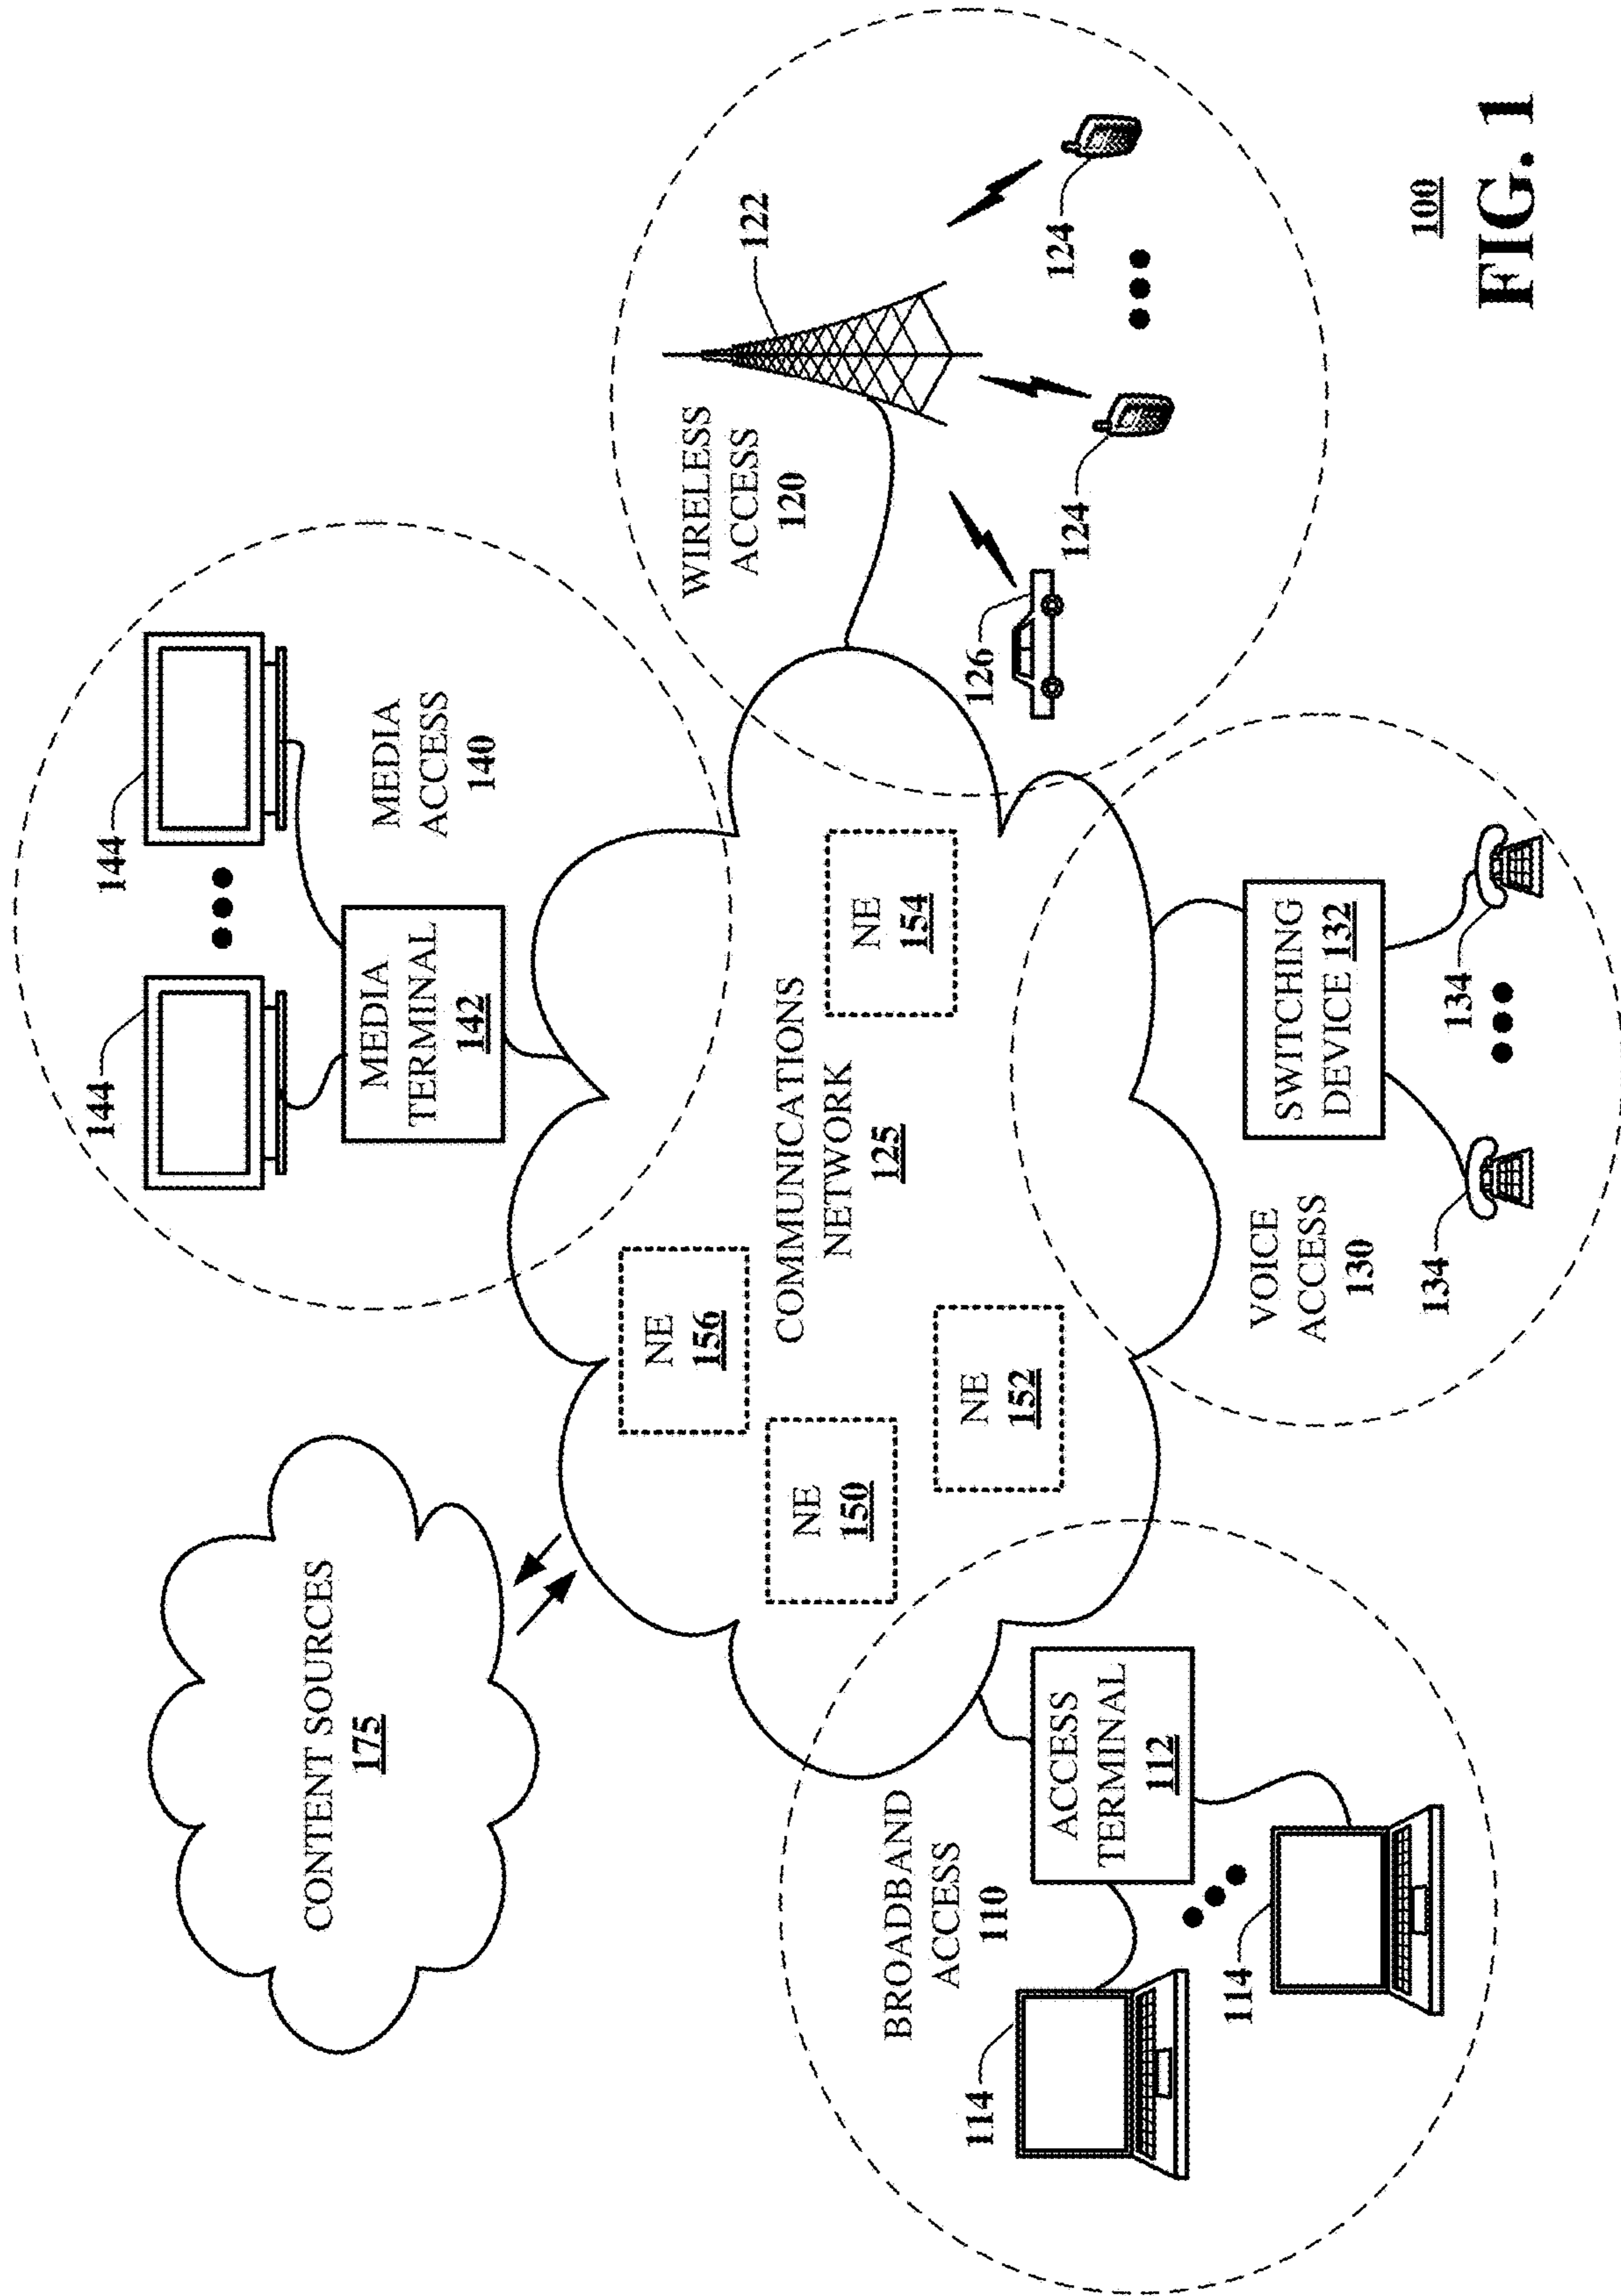 CONTENT SOURCES
175
144
144
MEDIA
TERMINAL
142
MEDIA
ACCESS
140
WIRELESS
ACCESS
120
122
124
124
126
COMMUNICATIONS
NETWORK
125
NE
150
NE
152
NE
154
NE
156
BROADBAND
ACCESS
110
ACCESS
TERMINAL
112
114
114
VOICE
ACCESS
130
SWITCHING
DEVICE 132
134
134
100
FIG. 1